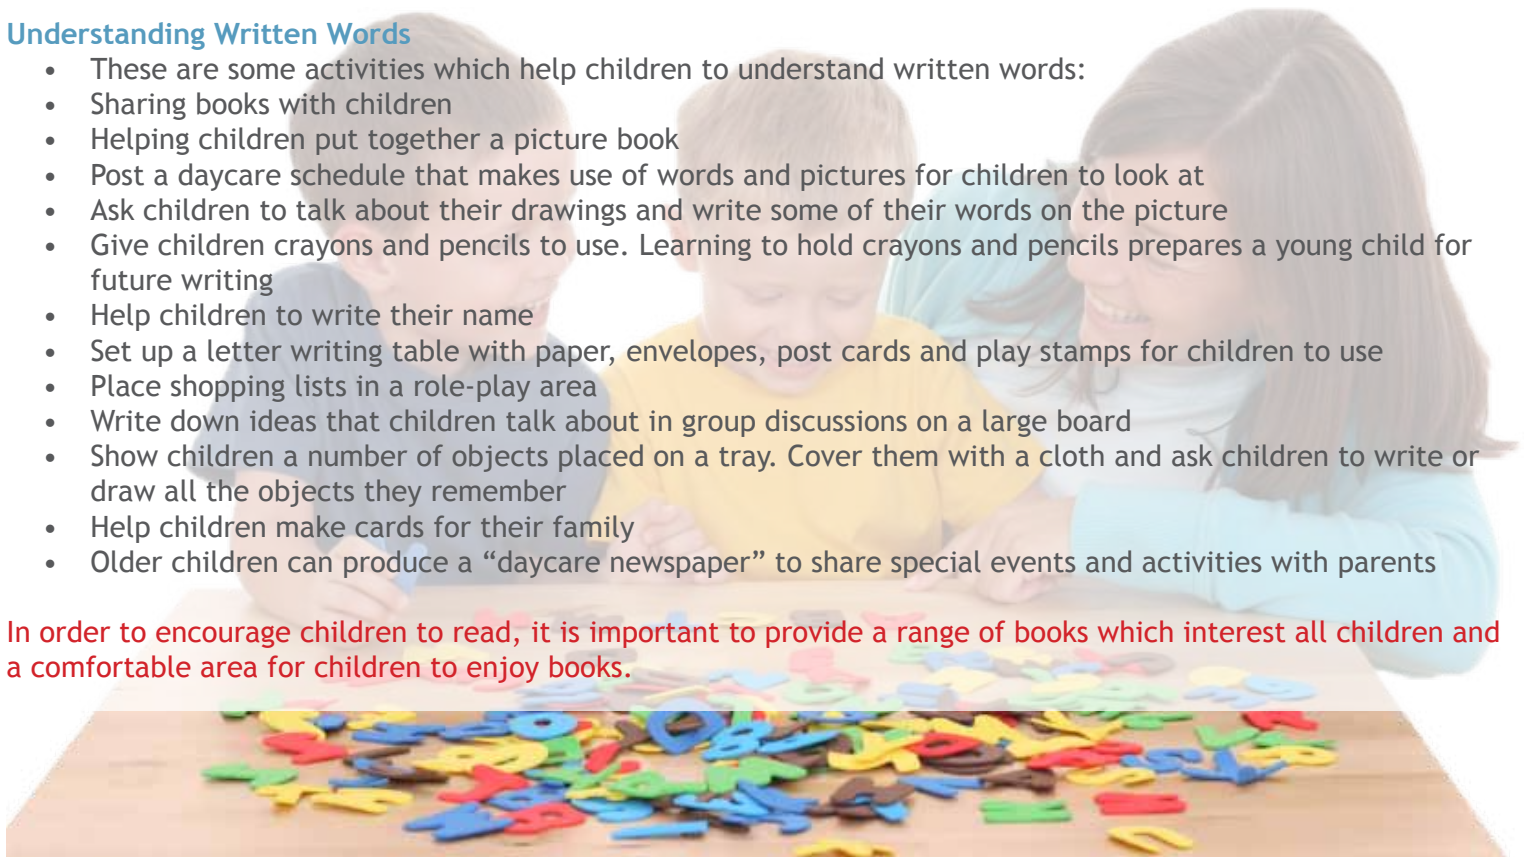 Understanding Written Words
• These are some activities which help children to understand written words:
• Sharing books with children
• Helping children put together a picture book
• Post a daycare schedule that makes use of words and pictures for children to look at
• Ask children to talk about their drawings and write some of their words on the picture
• Give children crayons and pencils to use. Learning to hold crayons and pencils prepares a young child for
future writing
• Help children to write their name
• Set up a letter writing table with paper, envelopes, post cards and play stamps for children to use
• Place shopping lists in a role-play area
• Write down ideas that children talk about in group discussions on a large board
• Show children a number of objects placed on a tray. Cover them with a cloth and ask children to write or
draw all the objects they remember
• Help children make cards for their family
• Older children can produce a “daycare newspaper” to share special events and activities with parents
In order to encourage children to read, it is important to provide a range of books which interest all children and
a comfortable area for children to enjoy books.